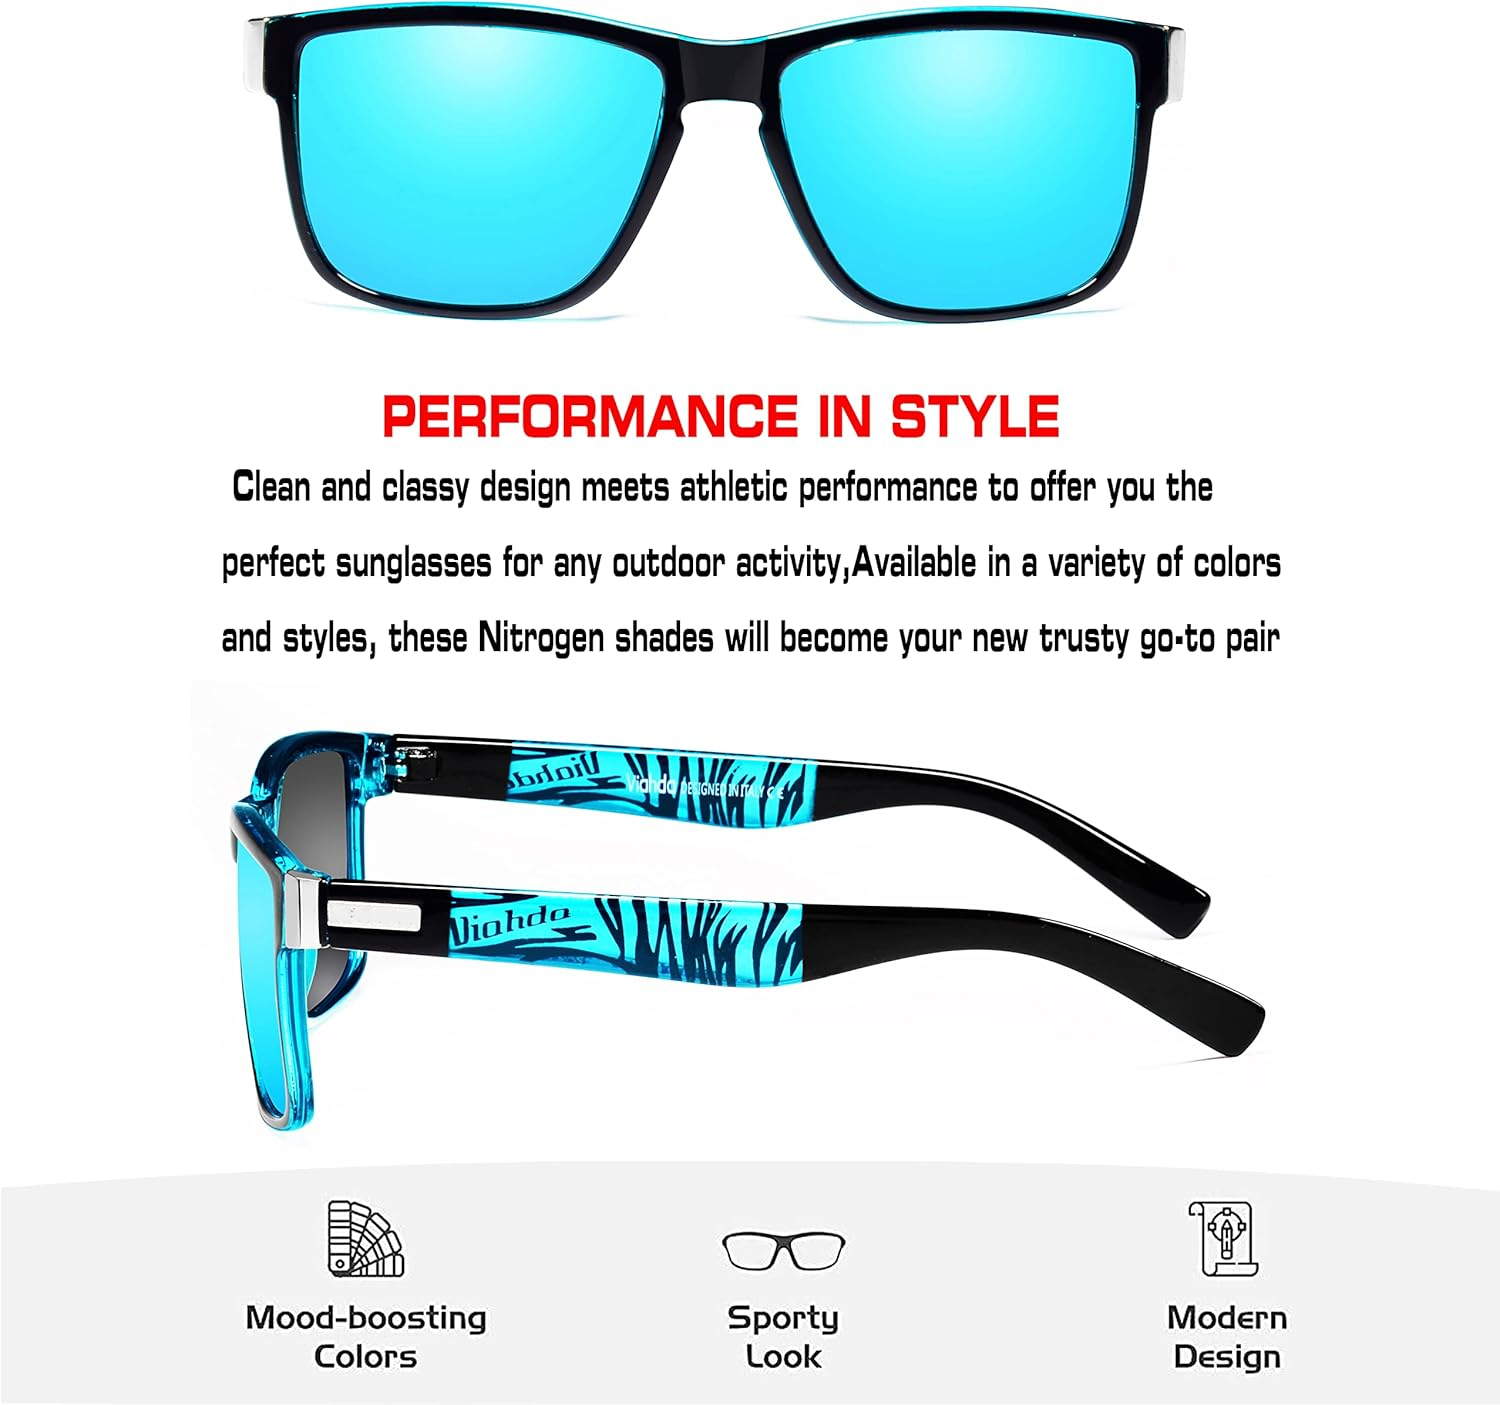 PERFORMANCE IN STYLE
Clean and classy design meets athletic performance to offer you the
perfect sunglasses for any outdoor activity,Available in a variety of colors
and styles, these Nitrogen shades will become your new trusty go-to pair
Viahda
Viahda DESIGNED IN ITALY CE
Viahda
Mood-boosting
Colors
Sporty
Look
Modern
Design